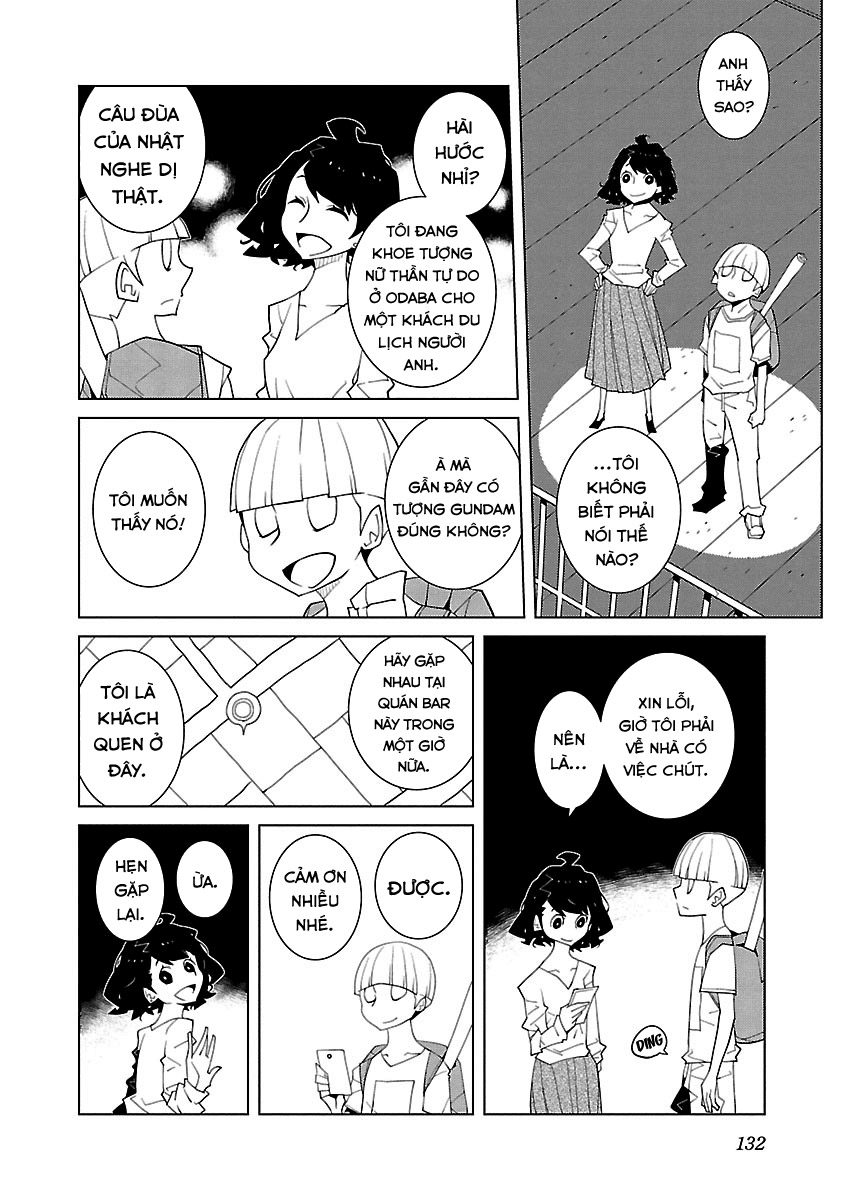 ANH
THẤY
SAO?
...TÔI
KHÔNG
BIẾT PHẢI
NÓI THẾ
NÀO?
HÀI
HƯỚC
NHỈ?
TÔI ĐANG
KHOE TƯỢNG
NỮ THẦN TỰ DO
Ở ODABA CHO
MỘT KHÁCH DU
LỊCH NGƯỜI
ANH.
CÂU ĐÙA
CỦA NHẬT
NGHE DỊ
THẬT.
À MÀ
GẦN ĐÂY CÓ
TƯỢNG GUNDAM
ĐÚNG KHÔNG?
TÔI MUỐN
THẤY NÓ!
XIN LỖI,
GIỜ TÔI PHẢI
VỀ NHÀ CÓ
VIỆC CHÚT.
NÊN
LÀ...
DING
HÃY GẶP
NHAU TẠI
QUÁN BAR
NÀY TRONG
MỘT GIỜ
NỮA.
TÔI LÀ
KHÁCH
QUEN Ở
ĐÂY.
ĐƯỢC.
CẢM ƠN
NHIỀU
NHÉ.
ỪA.
HẸN
GẶP
LẠI.
132